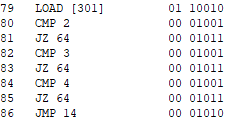 79 LOAD [301] 01 10010
80 CMP 2 00 01001
81 JZ 64 00 01011
82 CMP 3 00 01001
83 JZ 64 00 01011
84 CMP 4 00 01001
85 JZ 64 00 01011
86 JMP 14 00 01010